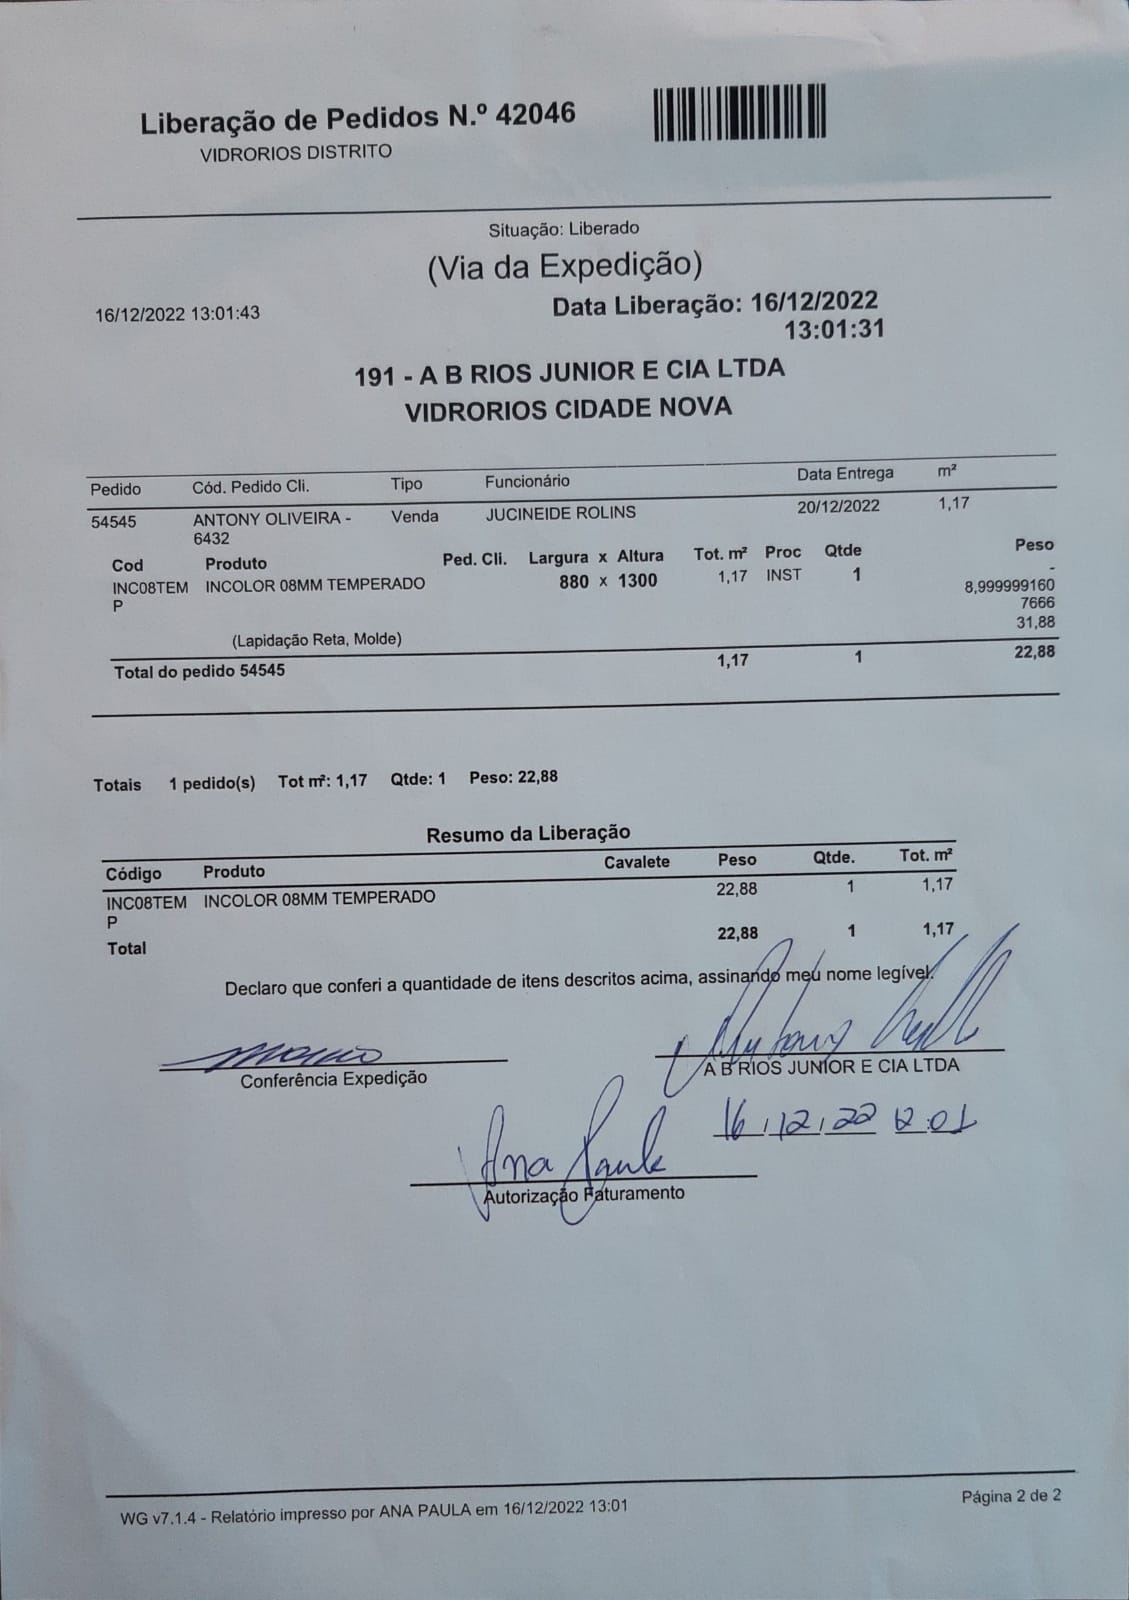 Liberação de Pedidos N.º 42046
VIDRORIOS DISTRITO
Situação: Liberado
(Via da Expedição)
16/12/2022 13:01:43
Data Liberação: 16/12/2022
13:01:31
191 - A B RIOS JUNIOR E CIA LTDA
VIDRORIOS CIDADE NOVA
Pedido Cód. Pedido Cli. Tipo Funcionário Data Entrega m²
54545 ANTONY OLIVEIRA - Venda JUCINEIDE ROLINS 20/12/2022 1,17
6432
Cod Produto Ped. Cli. Largura x Altura Tot. m² Proc Qtde Peso
INC08TEM INCOLOR 08MM TEMPERADO 880 x 1300 1,17 INST 1 -
P 8,999999160
7666
31,88
(Lapidação Reta, Molde)
Total do pedido 54545 1,17 1 22,88
Totais 1 pedido(s) Tot m²: 1,17 Qtde: 1 Peso: 22,88
Resumo da Liberação
Código Produto Cavalete Peso Qtde. Tot. m²
INC08TEM INCOLOR 08MM TEMPERADO 22,88 1 1,17
P
Total 22,88 1 1,17
Declaro que conferi a quantidade de itens descritos acima, assinando meu nome legível.
Conferência Expedição
A B RIOS JUNIOR E CIA LTDA
16/12/22
Ana Paula
Autorização Faturamento
WG v7.1.4 - Relatório impresso por ANA PAULA em 16/12/2022 13:01
Página 2 de 2